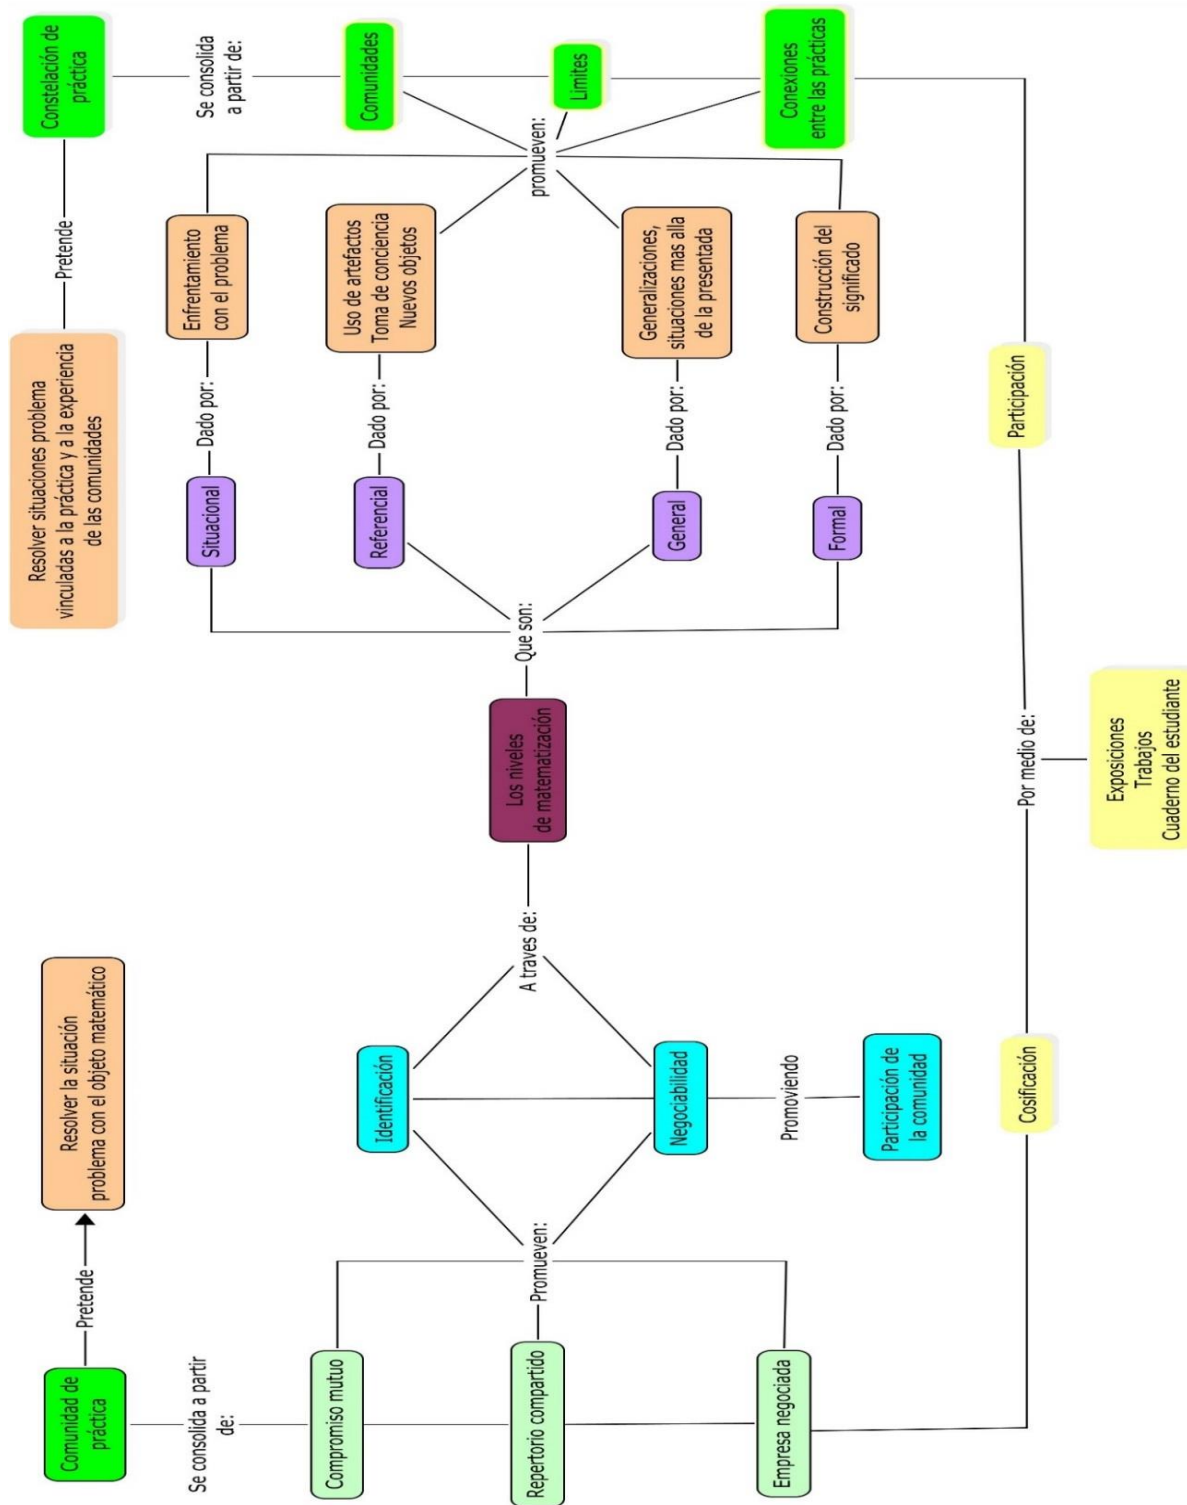 Comunidad de
práctica
Pretende
Resolver la situación
problema con el objeto matemático
Resolver situaciones problema
vinculadas a la práctica y a la experiencia
de las comunidades
Pretende
Constelación de
práctica
Se consolida a partir
de:
Se consolida
a partir de:
Compromiso mutuo
Repertorio compartido
Empresa negociada
Promueven:
Identificación
Negociabilidad
Promoviendo
Participación de
la comunidad
A traves de:
Los niveles
de matematización
Que son:
Situacional
Dado por:
Enfrentamiento
con el problema
Referencial
Dado por:
Uso de artefactos
Toma de conciencia
Nuevos objetos
General
Dado por:
Generalizaciones,
situaciones mas alla
de la presentada
Formal
Dado por:
Construcción del
significado
promueven:
Comunidades
Limites
Conexiones
entre las prácticas
Cosificación
Por medio de:
Participación
Exposiciones
Trabajos
Cuaderno del estudiante